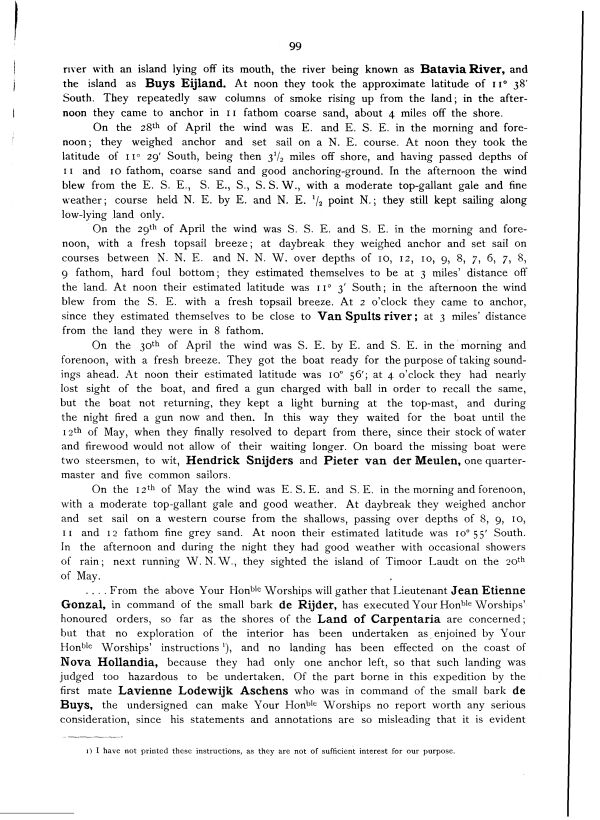 99
river with an island lying off its mouth, the river being known as Batavia River, and
the island as Buys Eijland. At noon they took the approximate latitude of 11° 38′
South. They repeatedly saw columns of smoke rising up from the land; in the after-
noon they came to anchor in 11 fathom coarse sand, about 4 miles off the shore.
On the 28th of April the wind was E. and E. S. E. in the morning and fore-
noon; they weighed anchor and set sail on a N. E. course. At noon they took the
latitude of 11° 29′ South, being then 3 1/2 miles off shore, and having passed depths of
11 and 10 fathom, coarse sand and good anchoring-ground. In the afternoon the wind
blew from the E. S. E., S. E., S., S. S. W., with a moderate top-gallant gale and fine
weather; course held N. E. by E. and N. E. 1/2 point N.; they still kept sailing along
low-lying land only.
On the 29th of April the wind was S. S. E. and S. E. in the morning and fore-
noon, with a fresh topsail breeze; at daybreak they weighed anchor and set sail on
courses between N. N. E. and N. N. W. over depths of 10, 12, 10, 9, 8, 7, 6, 7, 8,
9 fathom, hard foul bottom; they estimated themselves to be at 3 miles' distance off
the land. At noon their estimated latitude was 11° 3′ South; in the afternoon the wind
blew from the S. E. with a fresh topsail breeze. At 2 o'clock they came to anchor,
since they estimated themselves to be close to Van Spults river; at 3 miles' distance
from the land they were in 8 fathom.
On the 30th of April the wind was S. E. by E. and S. E. in the morning and
forenoon, with a fresh breeze. They got the boat ready for the purpose of taking sound-
ings ahead. At noon their estimated latitude was 10° 56′; at 4 o'clock they had nearly
lost sight of the boat, and fired a gun charged with ball in order to recall the same,
but the boat not returning, they kept a light burning at the top-mast, and during
the night fired a gun now and then. In this way they waited for the boat until the
12th of May, when they finally resolved to depart from there, since their stock of water
and firewood would not allow of their waiting longer. On board the missing boat were
two steersmen, to wit, Hendrick Snijders and Pieter van der Meulen, one quarter-
master and five common sailors.
On the 12th of May the wind was E. S. E. and S. E. in the morning and forenoon,
with a moderate top-gallant gale and good weather. At daybreak they weighed anchor
and set sail on a western course from the shallows, passing over depths of 8, 9, 10,
11 and 12 fathom fine grey sand. At noon their estimated latitude was 10° 55′ South.
In the afternoon and during the night they had good weather with occasional showers
of rain; next running W. N. W., they sighted the island of Timoor Laudt on the 20th
of May.
.... From the above Your Honble Worships will gather that Lieutenant Jean Etienne
Gonzal, in command of the small bark de Rijder, has executed Your Honble Worships'
honoured orders, so far as the shores of the Land of Carpentaria are concerned;
but that no exploration of the interior has been undertaken as enjoined by Your
Honble Worships' instructions 1), and no landing has been effected on the coast of
Nova Hollandia, because they had only one anchor left, so that such landing was
judged too hazardous to be undertaken. Of the part borne in this expedition by the
first mate Lavienne Lodewijk Aschens who was in command of the small bark de
Buys, the undersigned can make Your Honble Worships no report worth any serious
consideration, since his statements and annotations are so misleading that it is evident
1) I have not printed these instructions, as they are not of sufficient interest for our purpose.